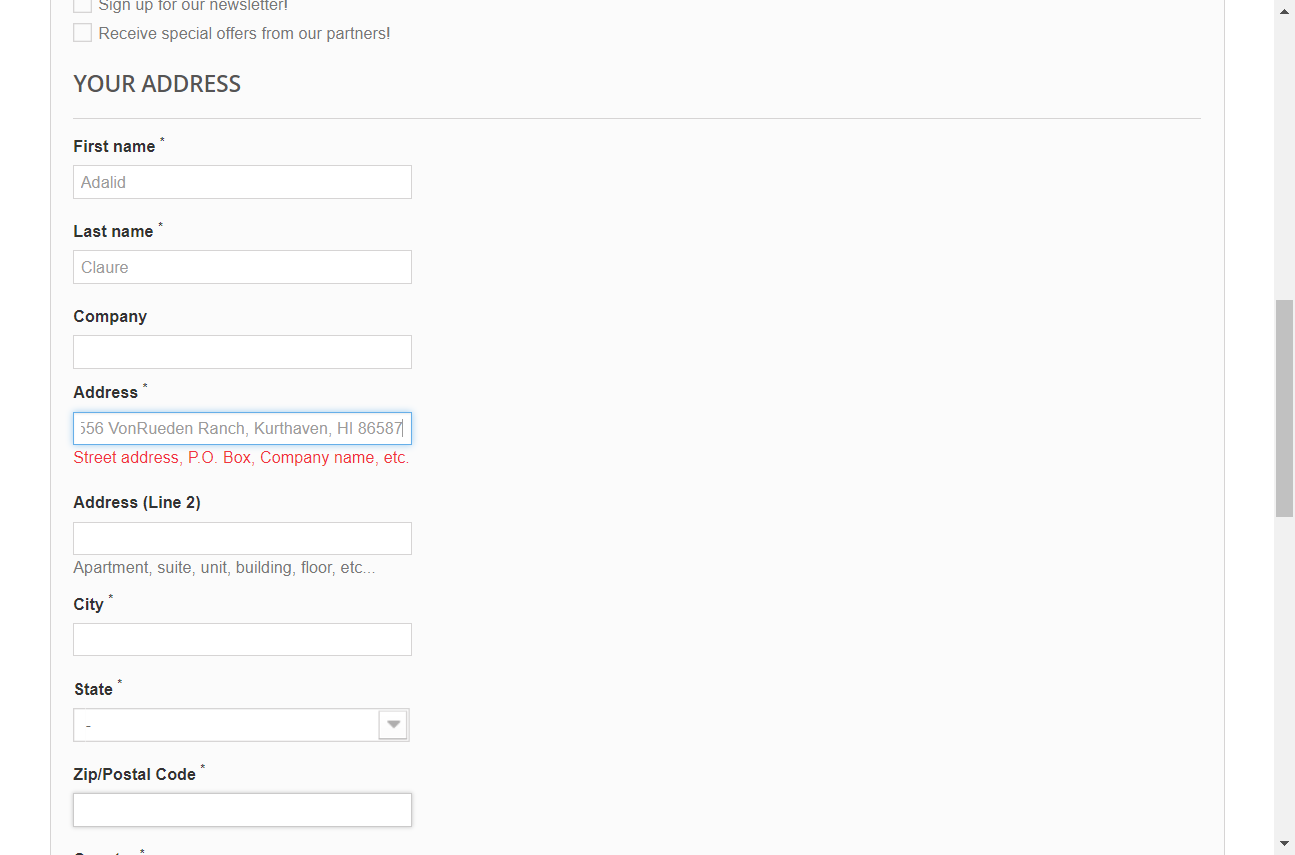 Sign up for our newsletter!
Receive special offers from our partners!
YOUR ADDRESS
First name *
Adalid
Last name *
Claure
Company
Address *
556 VonRueden Ranch, Kurthaven, HI 86587
Street address, P.O. Box, Company name, etc.
Address (Line 2)
Apartment, suite, unit, building, floor, etc...
City *
State *
-
Zip/Postal Code *